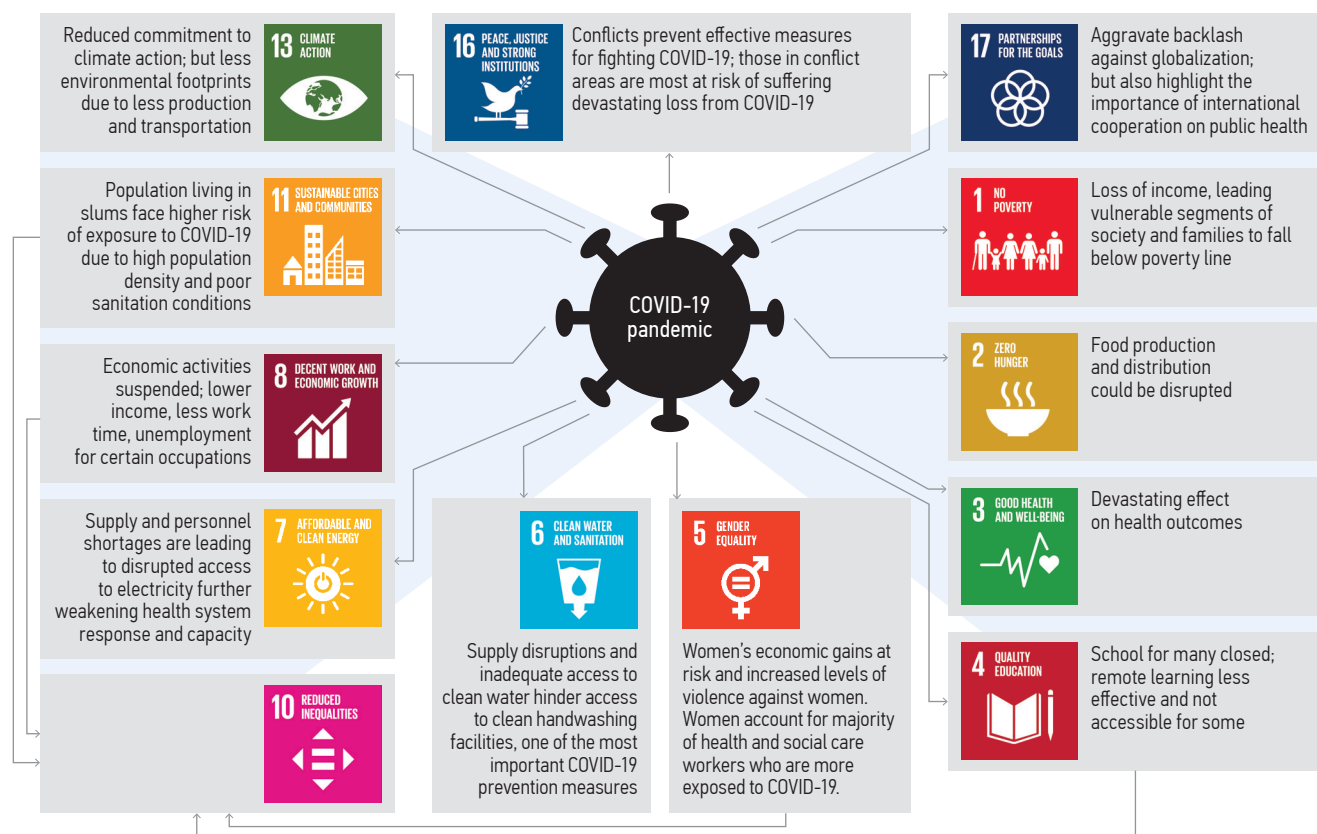 Reduced commitment to
climate action; but less
environmental footprints
due to less production
and transportation
13 CLIMATE
ACTION
16 PEACE, JUSTICE
AND STRONG
INSTITUTIONS
Conflicts prevent effective measures
for fighting COVID-19; those in conflict
areas are most at risk of suffering
devastating loss from COVID-19
17 PARTNERSHIPS
FOR THE GOALS
Aggravate backlash
against globalization;
but also highlight the
importance of international
cooperation on public health
Population living in
slums face higher risk
of exposure to COVID-19
due to high population
density and poor
sanitation conditions
11 SUSTAINABLE CITIES
AND COMMUNITIES
COVID-19
pandemic
1 NO
POVERTY
Loss of income, leading
vulnerable segments of
society and families to fall
below poverty line
Economic activities
suspended; lower
income, less work
time, unemployment
for certain occupations
8 DECENT WORK AND
ECONOMIC GROWTH
2 ZERO
HUNGER
Food production
and distribution
could be disrupted
Supply and personnel
shortages are leading
to disrupted access
to electricity further
weakening health system
response and capacity
7 AFFORDABLE AND
CLEAN ENERGY
6 CLEAN WATER
AND SANITATION
Supply disruptions and
inadequate access to
clean water hinder access
to clean handwashing
facilities, one of the most
important COVID-19
prevention measures
5 GENDER
EQUALITY
Women's economic gains at
risk and increased levels of
violence against women.
Women account for majority
of health and social care
workers who are more
exposed to COVID-19.
3 GOOD HEALTH
AND WELL-BEING
Devastating effect
on health outcomes
10 REDUCED
INEQUALITIES
4 QUALITY
EDUCATION
School for many closed;
remote learning less
effective and not
accessible for some